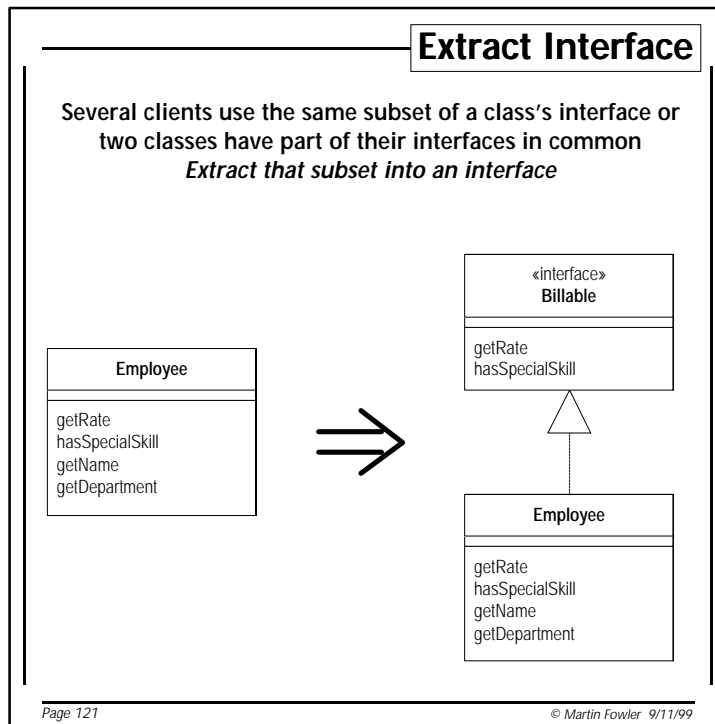 Extract Interface
Several clients use the same subset of a class's interface or
two classes have part of their interfaces in common
Extract that subset into an interface
Employee
getRate
hasSpecialSkill
getName
getDepartment
«interface»
Billable
getRate
hasSpecialSkill
Employee
getRate
hasSpecialSkill
getName
getDepartment
Page 121
© Martin Fowler 9/11/99